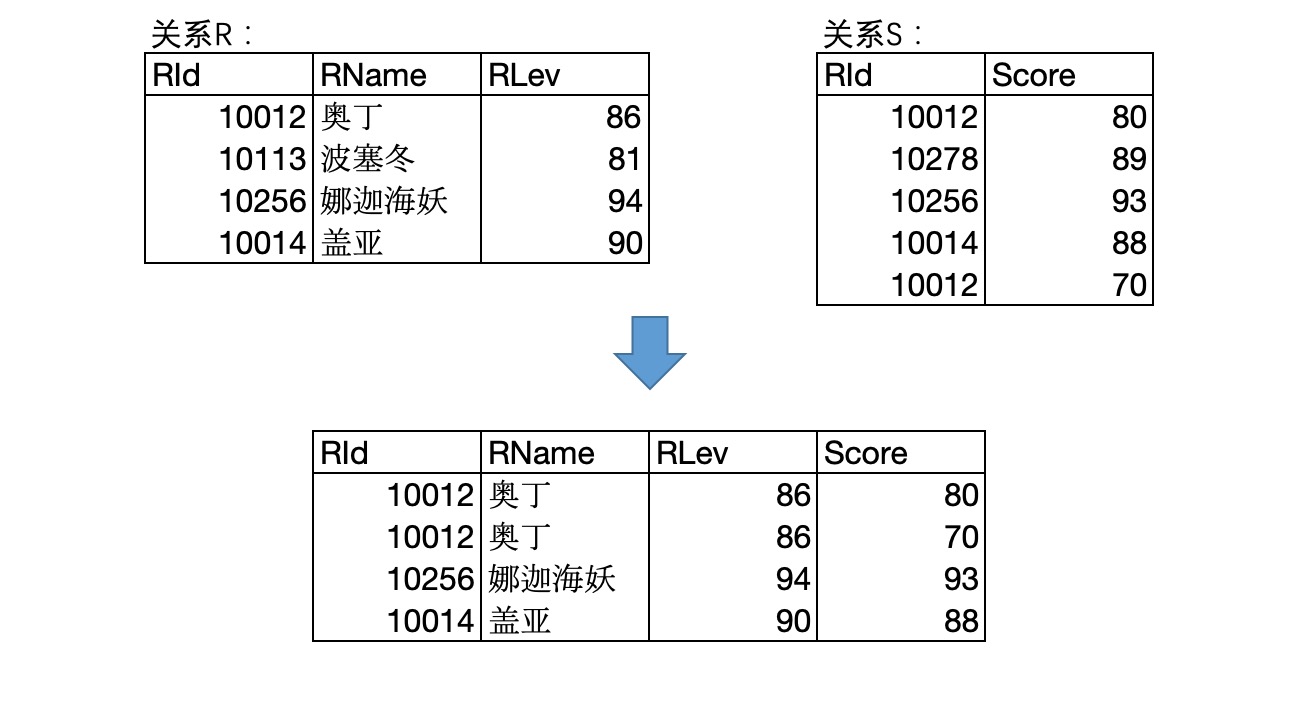 关系R：
RId RName RLev
10012 奥丁 86
10113 波塞冬 81
10256 娜迦海妖 94
10014 盖亚 90
关系S：
RId Score
10012 80
10278 89
10256 93
10014 88
10012 70
RId RName RLev Score
10012 奥丁 86 80
10012 奥丁 86 70
10256 娜迦海妖 94 93
10014 盖亚 90 88